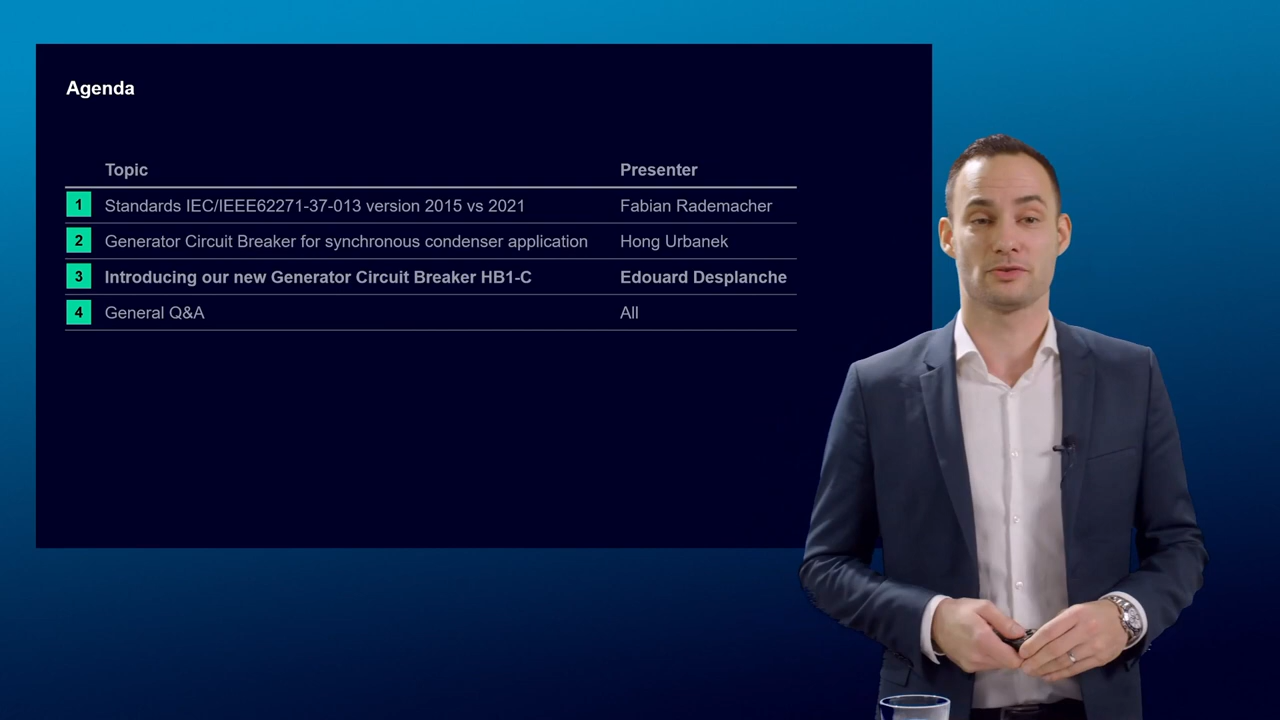 Agenda
Topic Presenter
1 Standards IEC/IEEE62271-37-013 version 2015 vs 2021 Fabian Rademacher
2 Generator Circuit Breaker for synchronous condenser application Hong Urbanek
3 Introducing our new Generator Circuit Breaker HB1-C Edouard Desplanche
4 General Q&A All